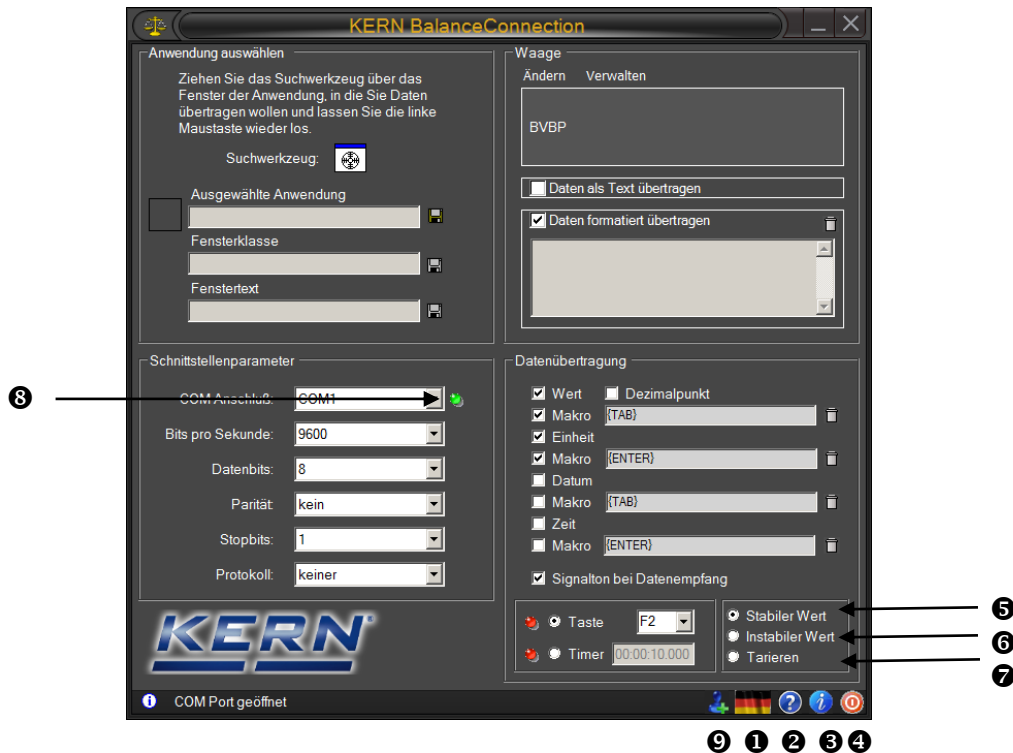 KERN BalanceConnection
Anwendung auswählen
Ziehen Sie das Suchwerkzeug über das
Fenster der Anwendung, in die Sie Daten
übertragen wollen und lassen Sie die linke
Maustaste wieder los.
Suchwerkzeug:
Ausgewählte Anwendung
Fensterklasse
Fenstertext
Waage
Ändern Verwalten
BVBP
Daten als Text übertragen
Daten formatiert übertragen
Schnittstellenparameter
❽
COM Anschluß: COM1
Bits pro Sekunde: 9600
Datenbits: 8
Parität: kein
Stopbits: 1
Protokoll: keiner
KERN
Datenübertragung
Wert Dezimalpunkt
Makro {TAB}
Einheit
Makro {ENTER}
Datum
Makro {TAB}
Zeit
Makro {ENTER}
Signalton bei Datenempfang
Taste F2
Timer 00:00:10.000
Stabiler Wert ❺
Instabiler Wert ❻
Tarieren ❼
COM Port geöffnet
❾ ❶ ❷ ❸ ❹